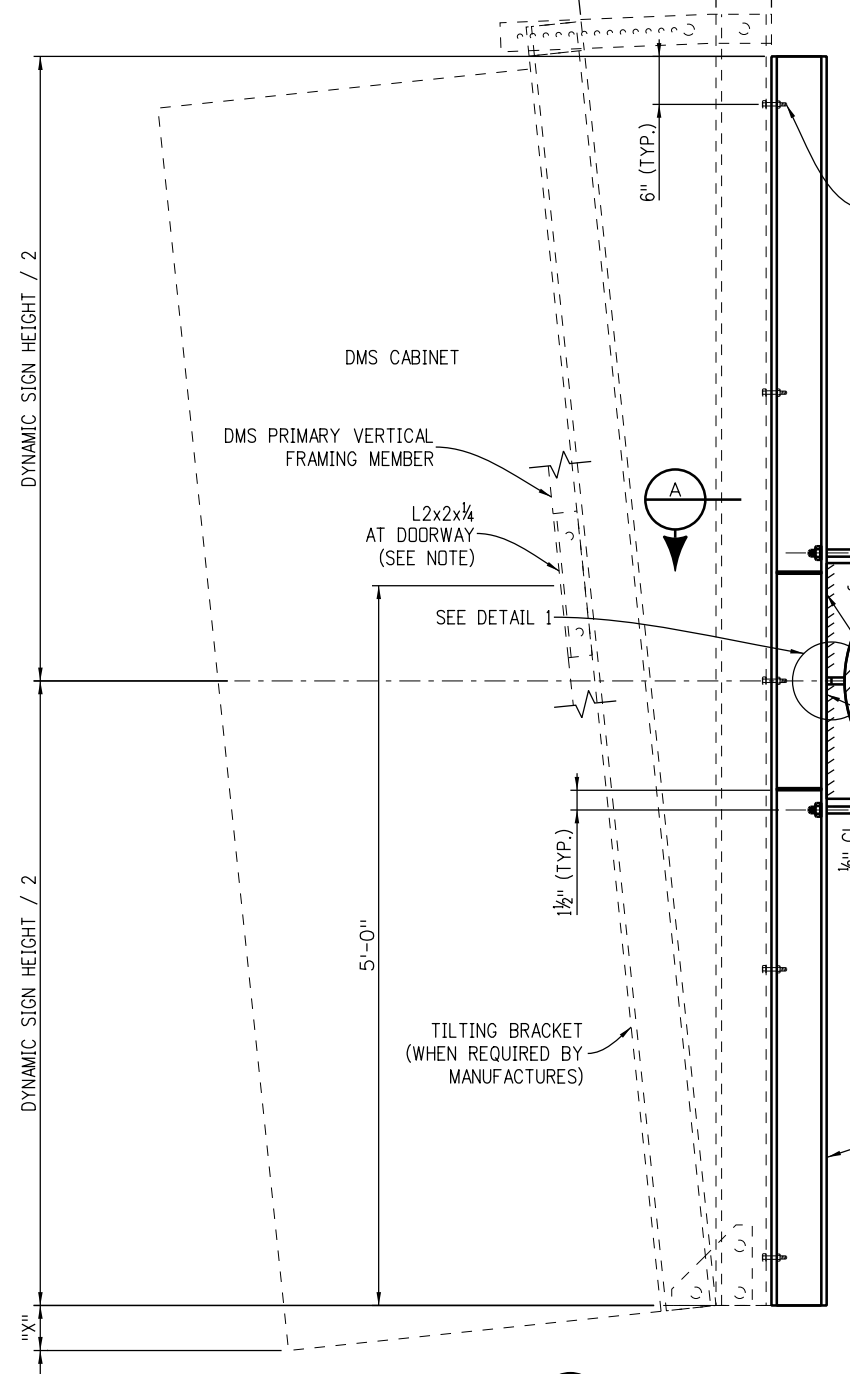 6" (TYP.)
DYNAMIC SIGN HEIGHT / 2
DMS CABINET
DMS PRIMARY VERTICAL
FRAMING MEMBER
A
L2x2x¼
AT DOORWAY
(SEE NOTE)
SEE DETAIL 1
1½" (TYP.)
5'-0"
DYNAMIC SIGN HEIGHT / 2
TILTING BRACKET
(WHEN REQUIRED BY
MANUFACTURES)
"X"